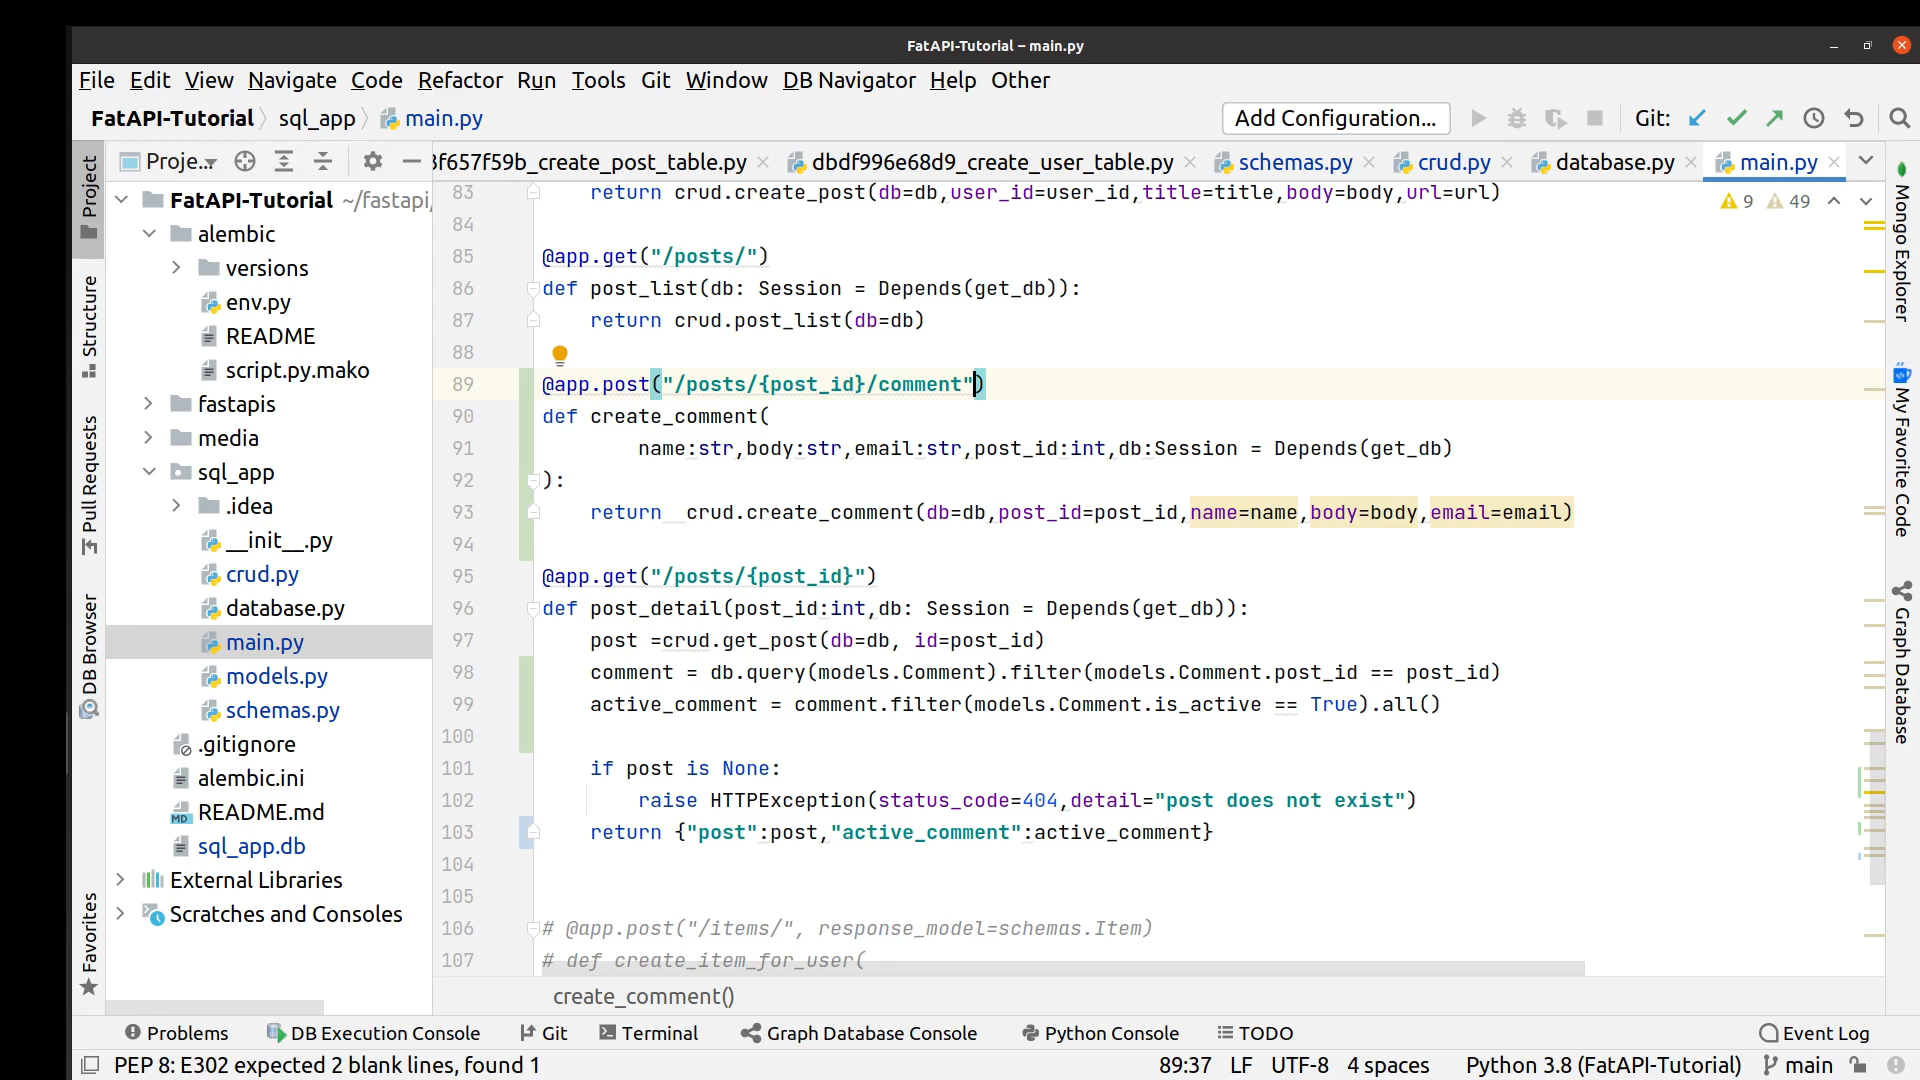 FatAPI-Tutorial – main.py
File Edit View Navigate Code Refactor Run Tools Git Window DB Navigator Help Other
FatAPI-Tutorial sql_app main.py Add Configuration... Git:
Project
Structure
Pull Requests
DB Browser
Favorites
Proje...
FatAPI-Tutorial ~/fastapi/
alembic
versions
env.py
README
script.py.mako
fastapis
media
sql_app
.idea
__init__.py
crud.py
database.py
main.py
models.py
schemas.py
.gitignore
alembic.ini
README.md
sql_app.db
External Libraries
Scratches and Consoles
3f657f59b_create_post_table.py dbdf996e68d9_create_user_table.py schemas.py crud.py database.py main.py
9 49
83 return crud.create_post(db=db,user_id=user_id,title=title,body=body,url=url)
84
85 @app.get("/posts/")
86 def post_list(db: Session = Depends(get_db)):
87 return crud.post_list(db=db)
88
89 @app.post("/posts/{post_id}/comment")
90 def create_comment(
91 name:str,body:str,email:str,post_id:int,db:Session = Depends(get_db)
92 ):
93 return  crud.create_comment(db=db,post_id=post_id,name=name,body=body,email=email)
94
95 @app.get("/posts/{post_id}")
96 def post_detail(post_id:int,db: Session = Depends(get_db)):
97 post =crud.get_post(db=db, id=post_id)
98 comment = db.query(models.Comment).filter(models.Comment.post_id == post_id)
99 active_comment = comment.filter(models.Comment.is_active == True).all()
100
101 if post is None:
102 raise HTTPException(status_code=404,detail="post does not exist")
103 return {"post":post,"active_comment":active_comment}
104
105
106 # @app.post("/items/", response_model=schemas.Item)
107 # def create_item_for_user(
create_comment()
Mongo Explorer
My Favorite Code
Graph Database
Problems DB Execution Console Git Terminal Graph Database Console Python Console TODO Event Log
PEP 8: E302 expected 2 blank lines, found 1 89:37 LF UTF-8 4 spaces Python 3.8 (FatAPI-Tutorial) main